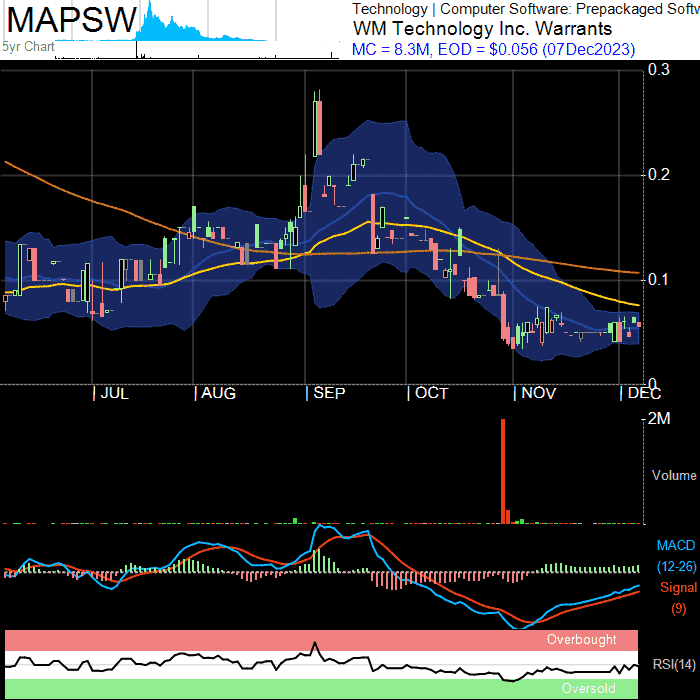 MAPSW
5yr Chart
Technology | Computer Software: Prepackaged Softw
WM Technology Inc. Warrants
MC = 8.3M, EOD = $0.056 (07Dec2023)
0.3
0.2
0.1
0
| JUL | AUG | SEP | OCT | NOV | DEC
2M
Volume
MACD
(12-26)
Signal
(9)
Overbought
RSI(14)
Oversold